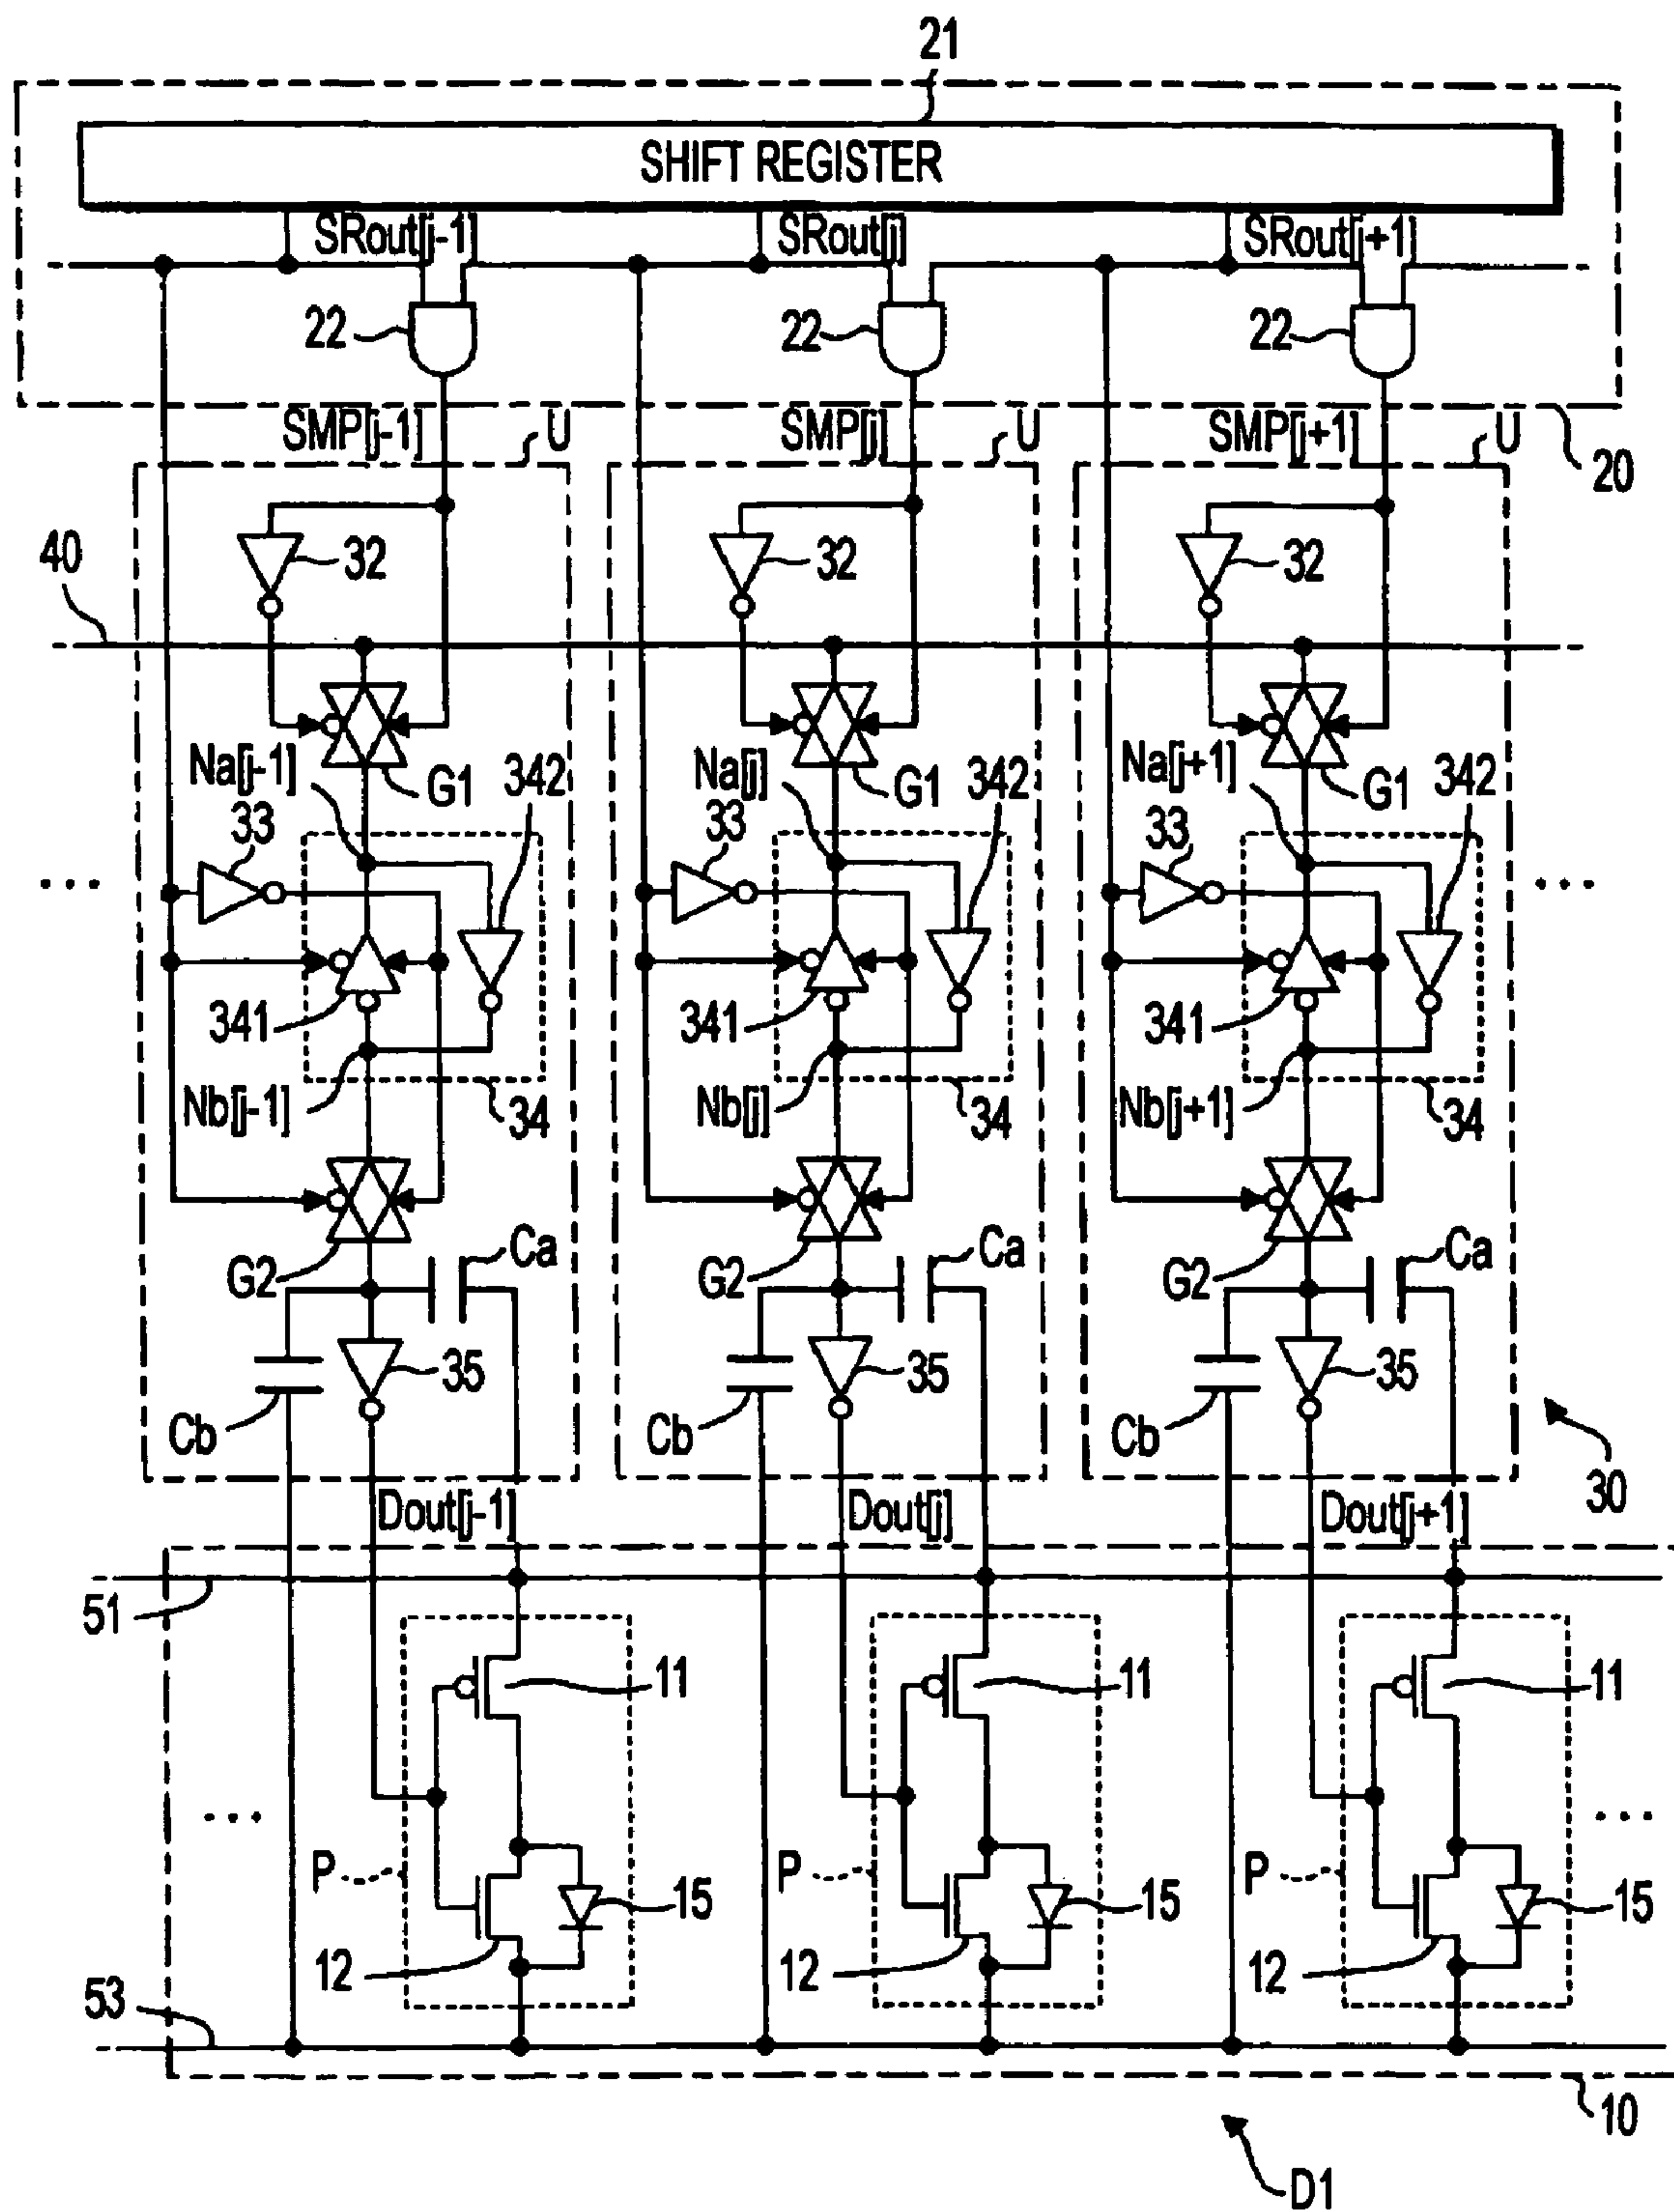 21
SHIFT REGISTER
SRout[j-1] SRout[j] SRout[j+1]
22 22 22
SMP[j-1] U SMP[j] U SMP[j+1] U
20
40 32 32 32
Na[j-1] G1 342 Na[j] G1 342 Na[j+1] G1 342
33 33 33
... ...
341 341 341
Nb[j-1] 34 Nb[j] 34 Nb[j+1] 34
G2 Ca G2 Ca G2 Ca
35 35 35
Cb Cb Cb
30
Dout[j-1] Dout[j] Dout[j+1]
51
11 11 11
... ...
P 15 P 15 P 15
12 12 12
53
10
D1